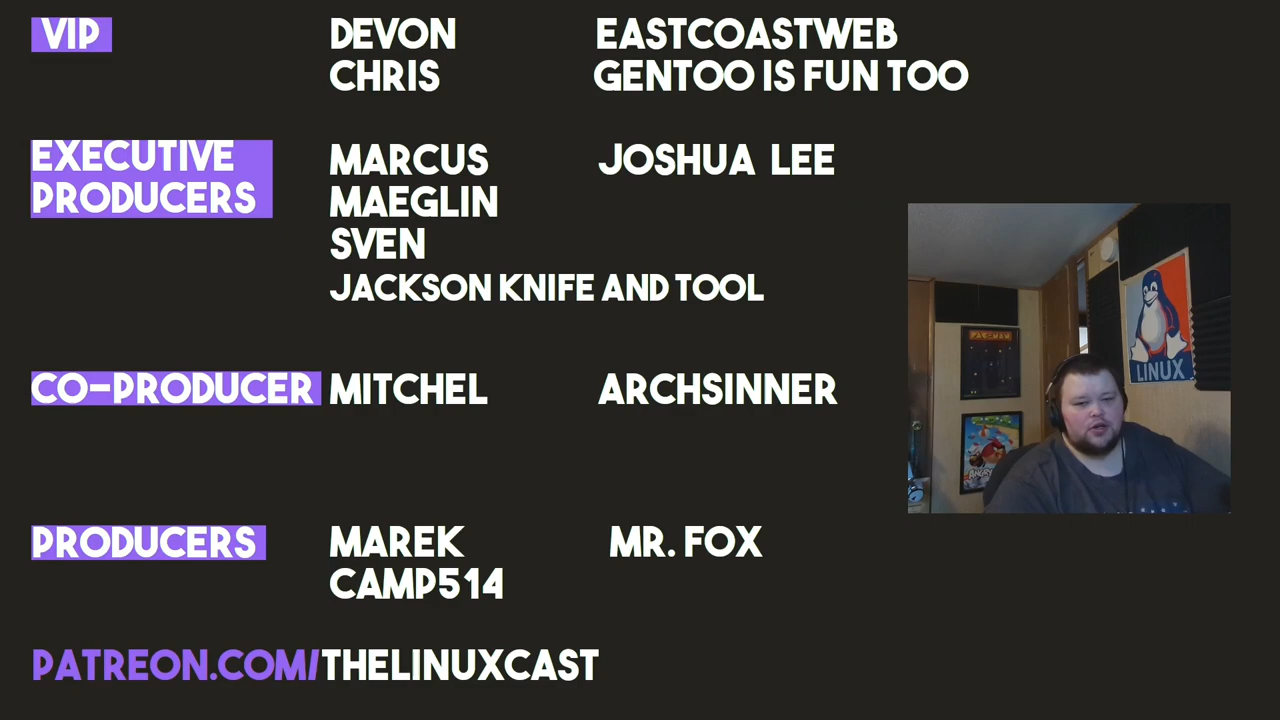 VIP DEVON EASTCOASTWEB
CHRIS GENTOO IS FUN TOO
EXECUTIVE MARCUS JOSHUA LEE
PRODUCERS MAEGLIN
SVEN
JACKSON KNIFE AND TOOL
PAC-MAN
LINUX
CO-PRODUCER MITCHEL ARCHSINNER
ANGRY
PRODUCERS MAREK MR. FOX
CAMP514
PATREON.COM/THELINUXCAST